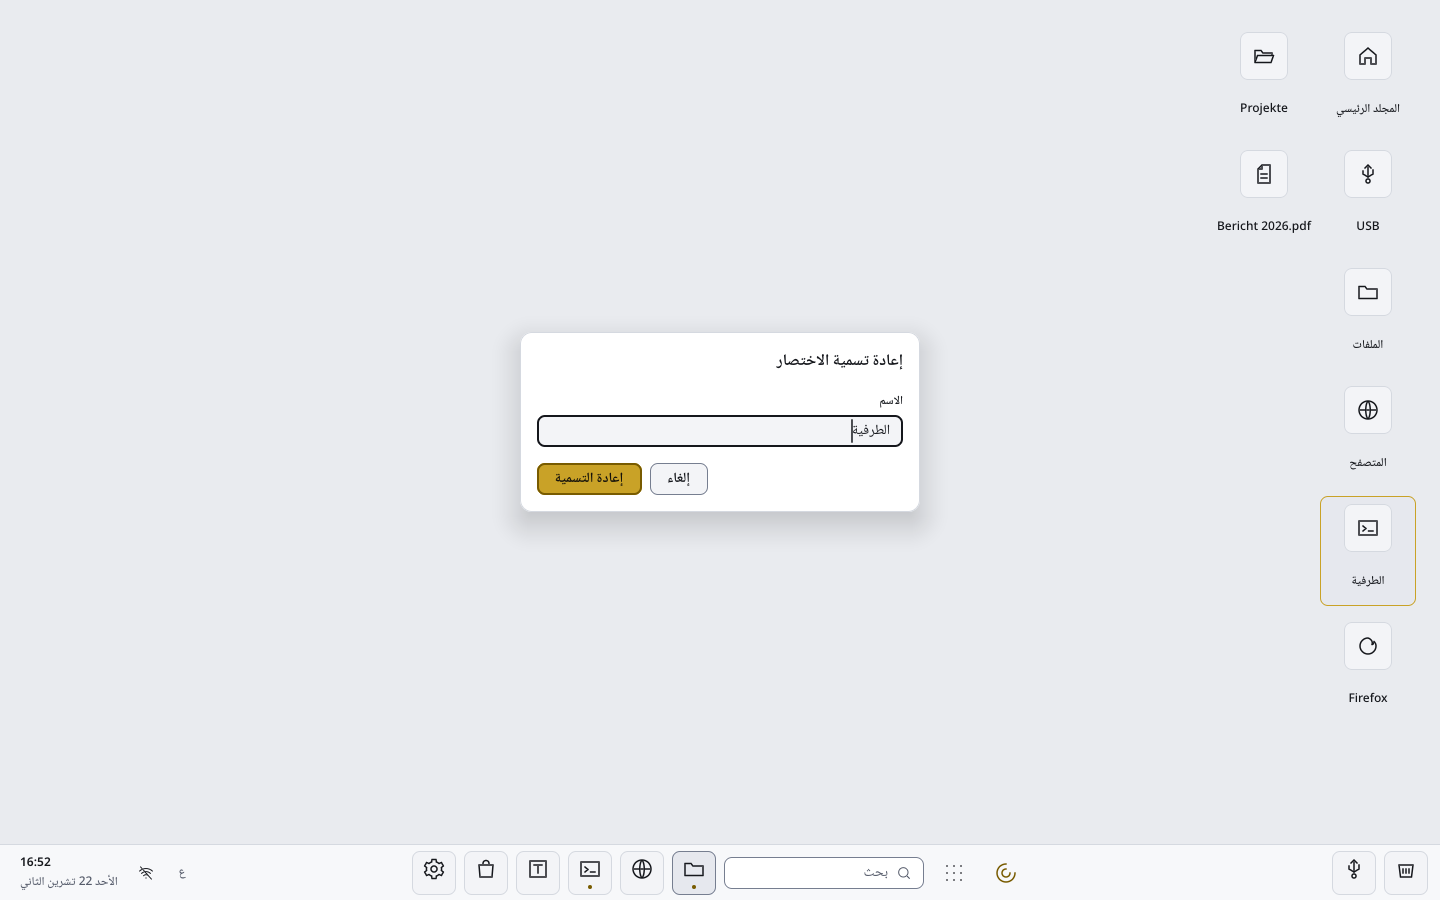 المجلد الرئيسي
Projekte
USB
Bericht 2026.pdf
الملفات
المتصفح
الطرفية
Firefox
إعادة تسمية الاختصار
الاسم
الطرفية
إلغاء
إعادة التسمية
بحث
ع
16:52
الأحد 22 تشرين الثاني